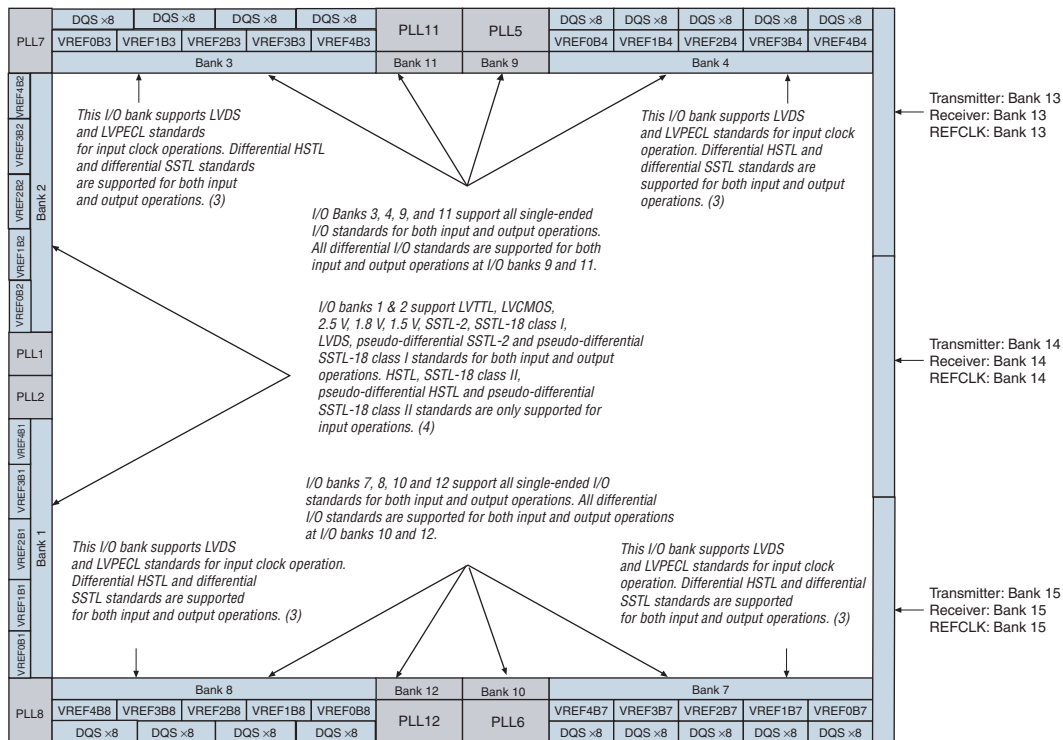 DQS ×8 DQS ×8 DQS ×8 DQS ×8
VREF0B3 VREF1B3 VREF2B3 VREF3B3 VREF4B3
Bank 3
PLL7
PLL11
PLL5
Bank 11
Bank 9
DQS ×8 DQS ×8 DQS ×8 DQS ×8 DQS ×8
VREF0B4 VREF1B4 VREF2B4 VREF3B4 VREF4B4
Bank 4
VREF4B2
VREF3B2
VREF2B2
VREF1B2
VREF0B2
Bank 2
PLL1
PLL2
VREF4B1
VREF3B1
VREF2B1
VREF1B1
VREF0B1
Bank 1
This I/O bank supports LVDS
and LVPECL standards
for input clock operations. Differential HSTL
and differential SSTL standards
are supported for both input
and output operations. (3)
This I/O bank supports LVDS
and LVPECL standards for input clock
operation. Differential HSTL and
differential SSTL standards are
supported for both input and output
operations. (3)
I/O Banks 3, 4, 9, and 11 support all single-ended
I/O standards for both input and output operations.
All differential I/O standards are supported for both
input and output operations at I/O banks 9 and 11.
I/O banks 1 & 2 support LVTTL, LVCMOS,
2.5 V, 1.8 V, 1.5 V, SSTL-2, SSTL-18 class I,
LVDS, pseudo-differential SSTL-2 and pseudo-differential
SSTL-18 class I standards for both input and output
operations. HSTL, SSTL-18 class II,
pseudo-differential HSTL and pseudo-differential
SSTL-18 class II standards are only supported for
input operations. (4)
I/O banks 7, 8, 10 and 12 support all single-ended I/O
standards for both input and output operations. All differential
I/O standards are supported for both input and output operations
at I/O banks 10 and 12.
This I/O bank supports LVDS
and LVPECL standards for input clock operation.
Differential HSTL and differential
SSTL standards are supported
for both input and output operations. (3)
This I/O bank supports LVDS
and LVPECL standards for input clock
operation. Differential HSTL and differential
SSTL standards are supported
for both input and output operations. (3)
Transmitter: Bank 13
Receiver: Bank 13
REFCLK: Bank 13
Transmitter: Bank 14
Receiver: Bank 14
REFCLK: Bank 14
Transmitter: Bank 15
Receiver: Bank 15
REFCLK: Bank 15
PLL8
Bank 8
VREF4B8 VREF3B8 VREF2B8 VREF1B8 VREF0B8
DQS ×8 DQS ×8 DQS ×8 DQS ×8
Bank 12
Bank 10
PLL12
PLL6
Bank 7
VREF4B7 VREF3B7 VREF2B7 VREF1B7 VREF0B7
DQS ×8 DQS ×8 DQS ×8 DQS ×8 DQS ×8